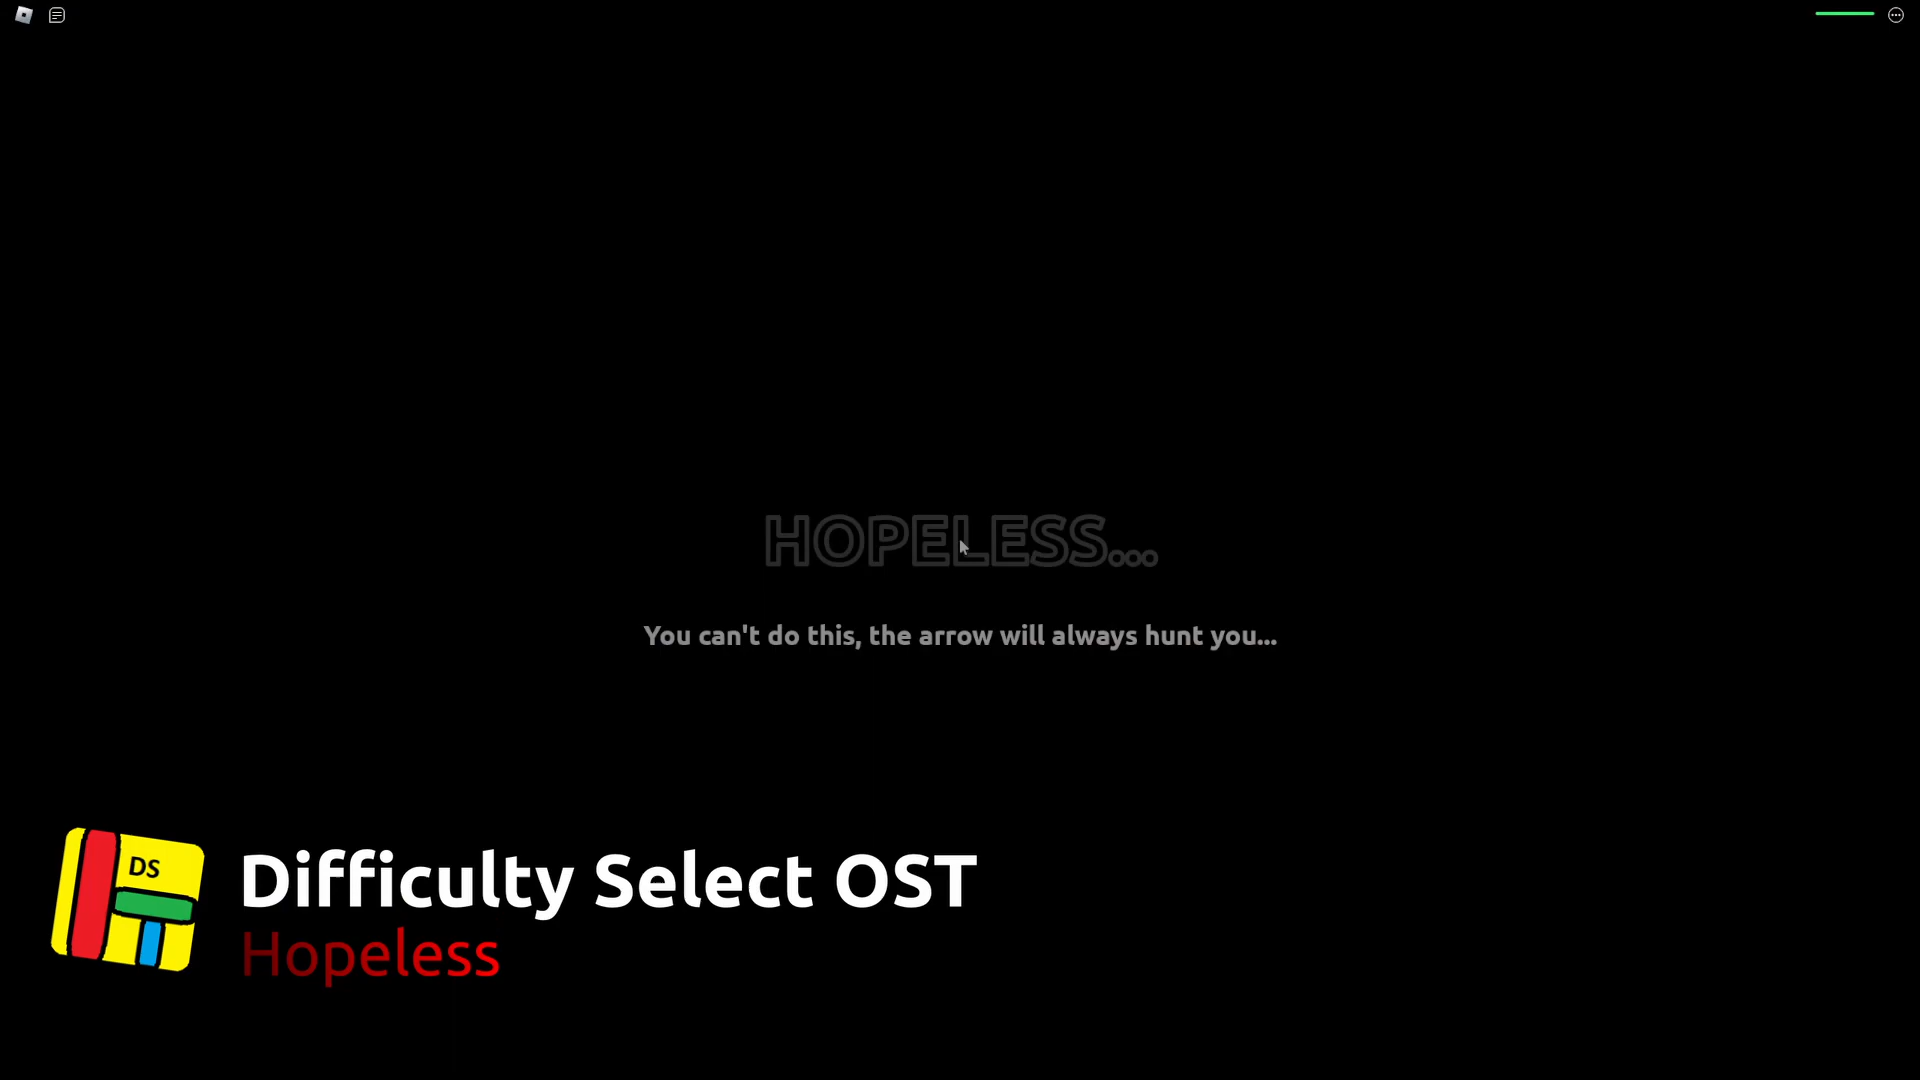 HOPELESS...
You can't do this, the arrow will always hunt you...
DS
Difficulty Select OST
Hopeless